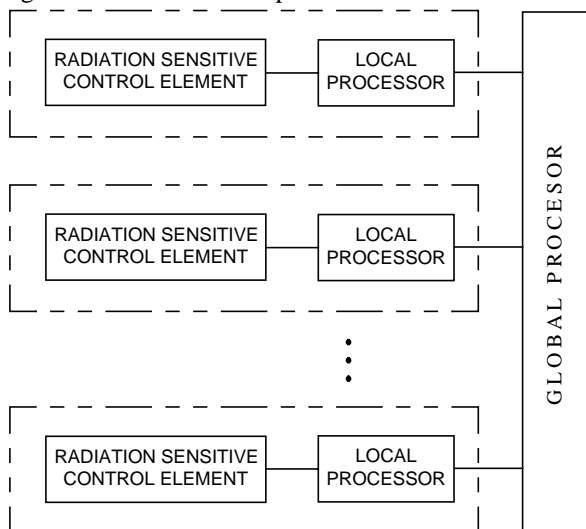 RADIATION SENSITIVE
CONTROL ELEMENT
LOCAL
PROCESSOR
RADIATION SENSITIVE
CONTROL ELEMENT
LOCAL
PROCESSOR
RADIATION SENSITIVE
CONTROL ELEMENT
LOCAL
PROCESSOR
GLOBAL PROCESOR